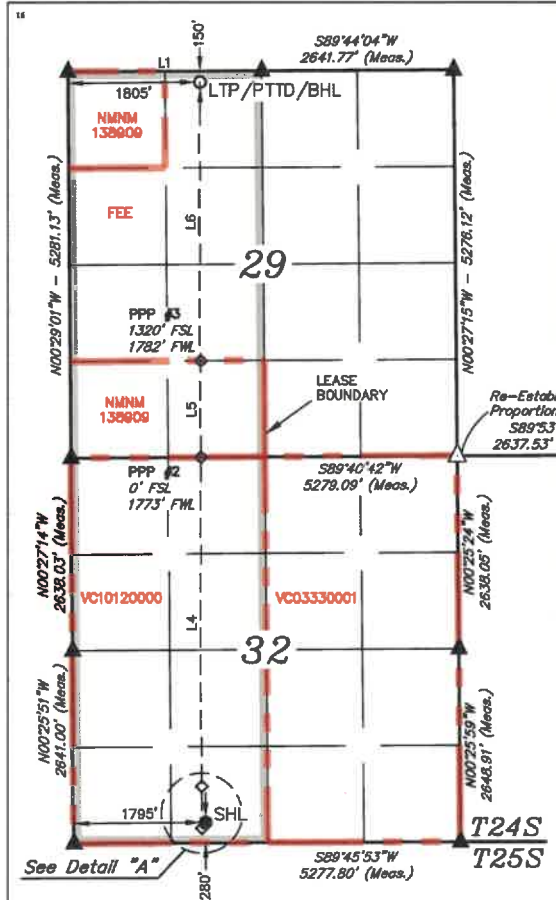 16
150'
S89°44'04"W
2641.77' (Meas.)
L1
1805'
LTP/PTTD/BHL
NMNM
138909
FEE
N00°29'01"W - 5281.13' (Meas.)
L6
29
N00°27'15"W - 5276.12' (Meas.)
PPP #3
1320' FSL
1782' FWL
LEASE
BOUNDARY
NMNM
138909
L5
Re-Estab
Proportion
S89°53
2637.53'
PPP #2
0' FSL
1773' FWL
S89°40'42"W
5279.09' (Meas.)
N00°27'14"W
2638.03' (Meas.)
N00°25'24"W
2638.05' (Meas.)
VC10120000
VC03330001
L4
32
N00°25'51"W
2641.00' (Meas.)
N00°25'59"W
2648.91' (Meas.)
1795'
SHL
T24S
See Detail "A"
280'
S89°45'53"W
5277.80' (Meas.)
T25S